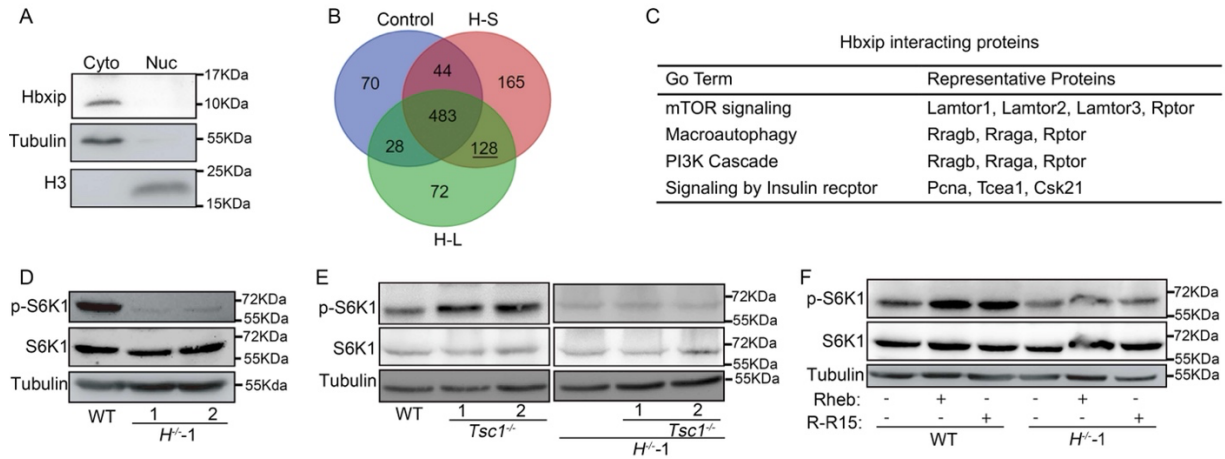 A
Cyto Nuc
Hbxip
17KDa
10KDa
Tubulin
55KDa
H3
25KDa
15KDa
B
Control
H-S
70
44
165
483
28
128
72
H-L
C
Hbxip interacting proteins
Go Term Representative Proteins
mTOR signaling Lamtor1, Lamtor2, Lamtor3, Rptor
Macroautophagy Rragb, Rraga, Rptor
PI3K Cascade Rragb, Rraga, Rptor
Signaling by Insulin recptor Pcna, Tcea1, Csk21
D
p-S6K1
72KDa
55KDa
S6K1
72KDa
55KDa
Tubulin
55Kda
WT 1 2
H-/--1
E
p-S6K1
72KDa
55KDa
S6K1
72KDa
55KDa
Tubulin
55KDa
WT 1 2 1 2
Tsc1-/- Tsc1-/-
H-/--1
F
p-S6K1
72KDa
55KDa
S6K1
72KDa
55KDa
Tubulin
55KDa
Rheb: - + - - + -
R-R15: - - + - - +
WT H-/--1